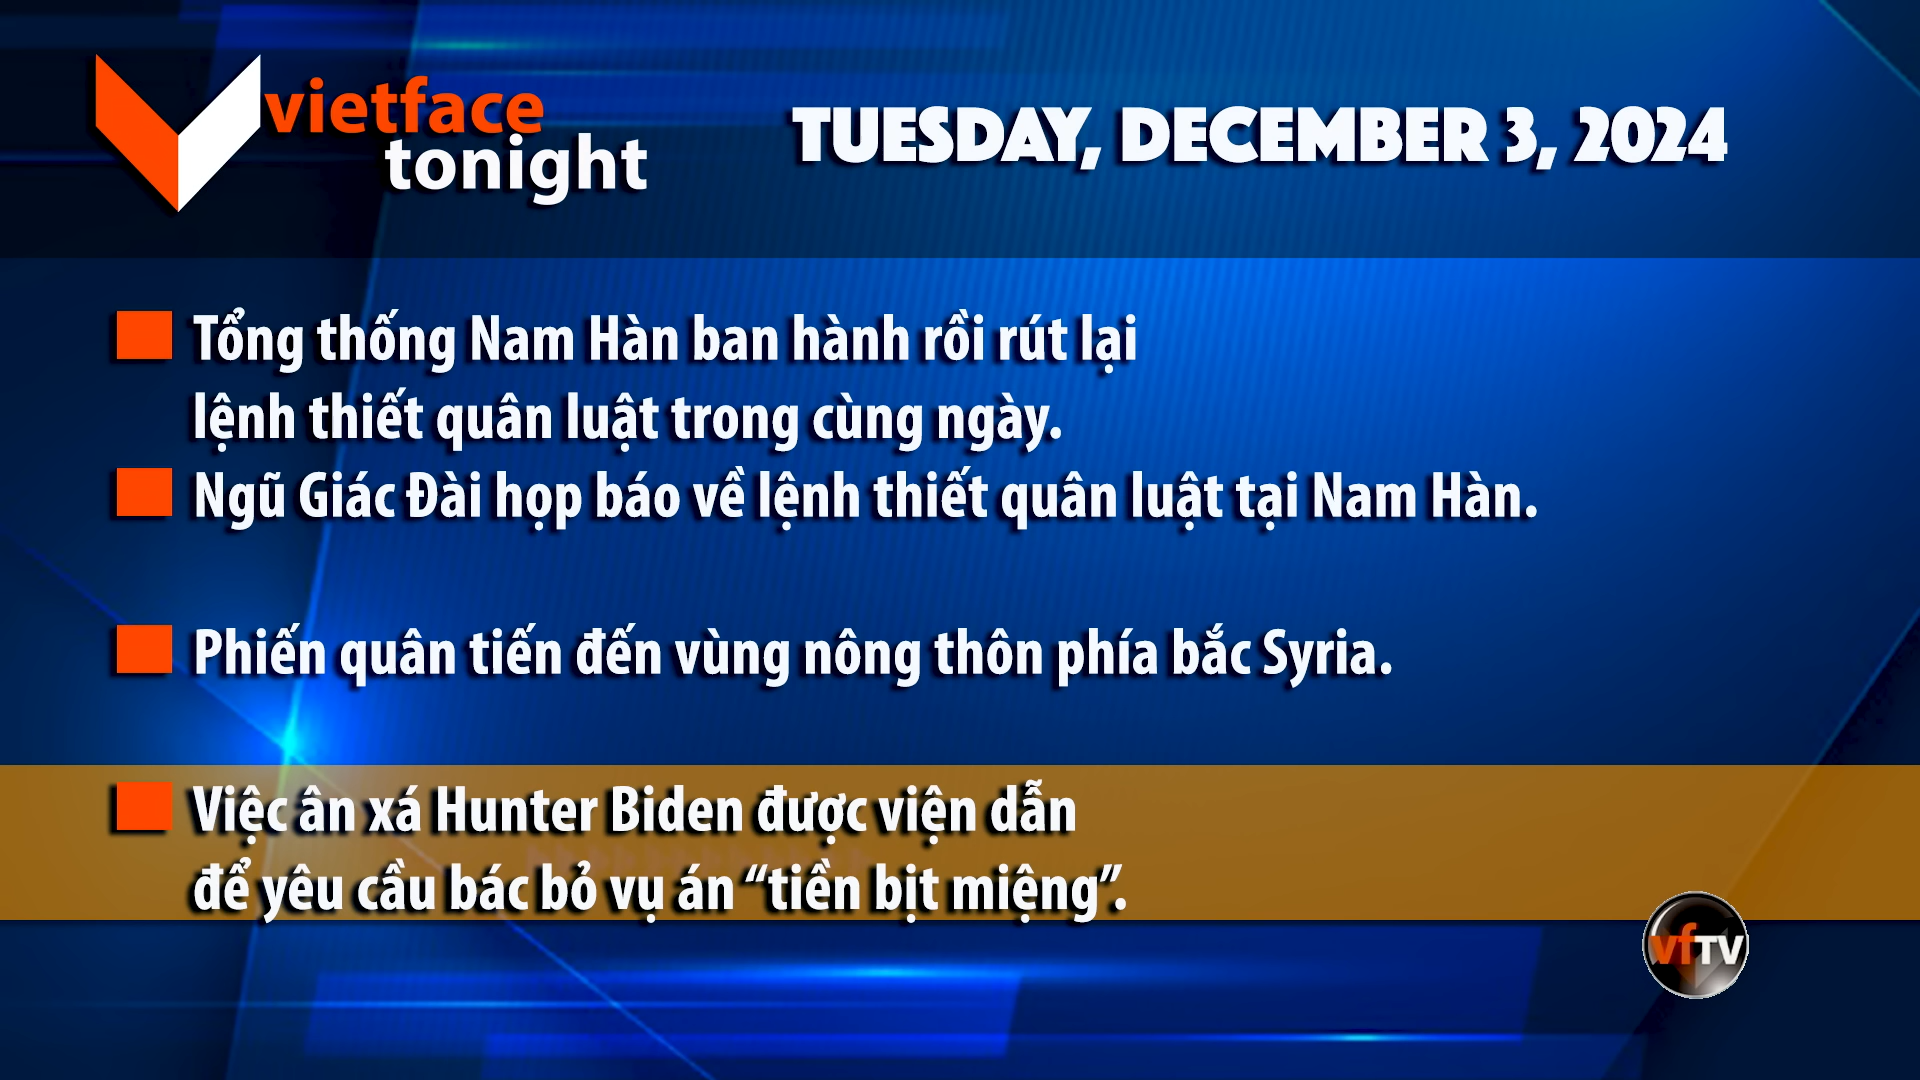 vietface
tonight
TUESDAY, DECEMBER 3, 2024
Tổng thống Nam Hàn ban hành rồi rút lại
lệnh thiết quân luật trong cùng ngày.
Ngũ Giác Đài họp báo về lệnh thiết quân luật tại Nam Hàn.
Phiến quân tiến đến vùng nông thôn phía bắc Syria.
Việc ân xá Hunter Biden được viện dẫn
để yêu cầu bác bỏ vụ án “tiền bịt miệng”.
vfTV